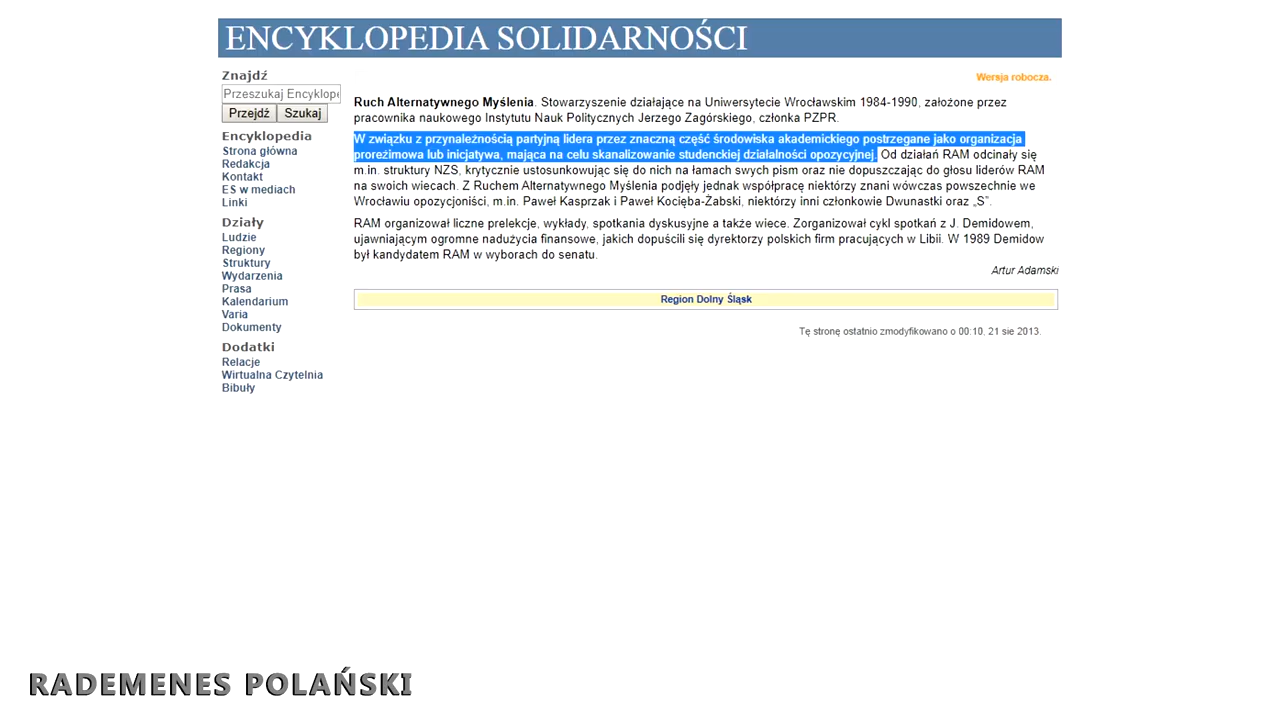 ENCYKLOPEDIA SOLIDARNOŚCI
Znajdź
Przeszukaj Encyklope
Przejdź Szukaj
Encyklopedia
Strona główna
Redakcja
Kontakt
ES w mediach
Linki
Działy
Ludzie
Regiony
Struktury
Wydarzenia
Prasa
Kalendarium
Varia
Dokumenty
Dodatki
Relacje
Wirtualna Czytelnia
Bibuły
Wersja robocza.
Ruch Alternatywnego Myślenia. Stowarzyszenie działające na Uniwersytecie Wrocławskim 1984-1990, założone przez
pracownika naukowego Instytutu Nauk Politycznych Jerzego Zagórskiego, członka PZPR.
W związku z przynależnością partyjną lidera przez znaczną część środowiska akademickiego postrzegane jako organizacja
proreżimowa lub inicjatywa, mająca na celu skanalizowanie studenckiej działalności opozycyjnej. Od działań RAM odcinały się
m.in. struktury NZS, krytycznie ustosunkowując się do nich na łamach swych pism oraz nie dopuszczając do głosu liderów RAM
na swoich wiecach. Z Ruchem Alternatywnego Myślenia podjęły jednak współpracę niektórzy znani wówczas powszechnie we
Wrocławiu opozycjoniści, m.in. Paweł Kasprzak i Paweł Kocięba-Żabski, niektórzy inni członkowie Dwunastki oraz „S”.
RAM organizował liczne prelekcje, wykłady, spotkania dyskusyjne a także wiece. Zorganizował cykl spotkań z J. Demidowem,
ujawniającym ogromne nadużycia finansowe, jakich dopuścili się dyrektorzy polskich firm pracujących w Libii. W 1989 Demidow
był kandydatem RAM w wyborach do senatu.
Artur Adamski
Region Dolny Śląsk
Tę stronę ostatnio zmodyfikowano o 00:10, 21 sie 2013.
RADEMENES POLAŃSKI